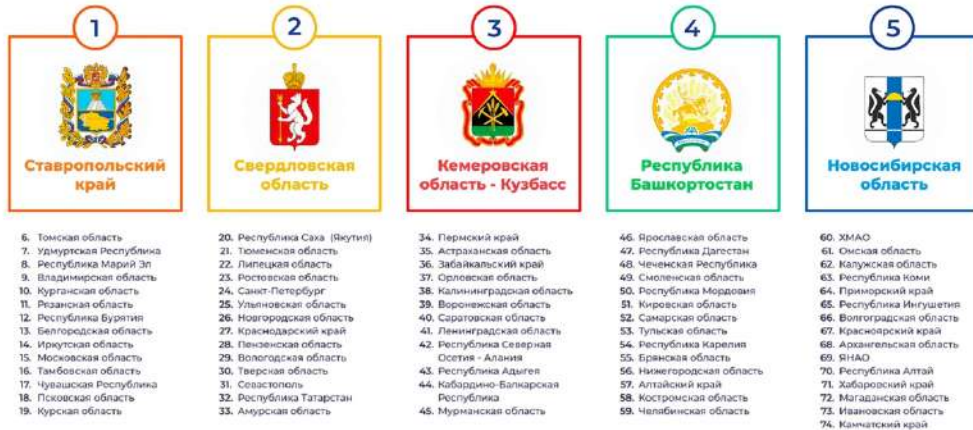 1
Ставропольский
край
2
Свердловская
область
3
Кемеровская
область - Кузбасс
4
Республика
Башкортостан
5
Новосибирская
область
6. Томская область
7. Удмуртская Республика
8. Республика Марий Эл
9. Владимирская область
10. Курганская область
11. Рязанская область
12. Республика Бурятия
13. Белгородская область
14. Иркутская область
15. Московская область
16. Тамбовская область
17. Чувашская Республика
18. Псковская область
19. Курская область
20. Республика Саха (Якутия)
21. Тюменская область
22. Липецкая область
23. Ростовская область
24. Санкт-Петербург
25. Ульяновская область
26. Новгородская область
27. Краснодарский край
28. Пензенская область
29. Вологодская область
30. Тверская область
31. Севастополь
32. Республика Татарстан
33. Амурская область
34. Пермский край
35. Астраханская область
36. Забайкальский край
37. Орловская область
38. Калининградская область
39. Воронежская область
40. Саратовская область
41. Ленинградская область
42. Республика Северная
Осетия - Алания
43. Республика Адыгея
44. Кабардино-Балкарская
Республика
45. Мурманская область
46. Ярославская область
47. Республика Дагестан
48. Чеченская Республика
49. Смоленская область
50. Республика Мордовия
51. Кировская область
52. Самарская область
53. Тульская область
54. Республика Карелия
55. Брянская область
56. Нижегородская область
57. Алтайский край
58. Костромская область
59. Челябинская область
60. ХМАО
61. Омская область
62. Калужская область
63. Республика Коми
64. Приморский край
65. Республика Ингушетия
66. Волгоградская область
67. Красноярский край
68. Архангельская область
69. ЯНАО
70. Республика Алтай
71. Хабаровский край
72. Магаданская область
73. Ивановская область
74. Камчатский край